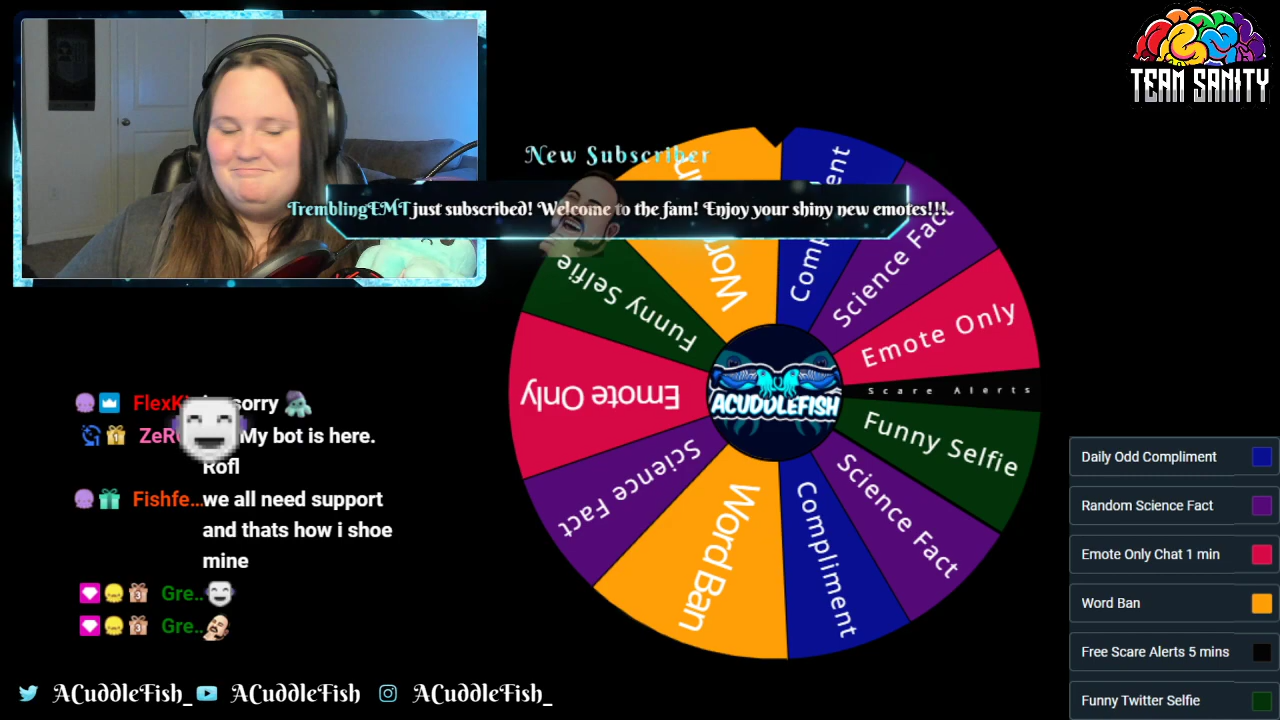 TEAM SANITY
New Subscriber
TremblingEMT just subscribed! Welcome to the fam! Enjoy your shiny new emotes!!!
Compliment
Science Fact
Emote Only
Scare Alerts
Funny Selfie
Science Fact
Compliment
Word Ban
Science Fact
Emote Only
Funny Selfie
Wor
ACUDDLEFISH
sorry
My bot is here.
Rofl
Fishfe... we all need support
and thats how i shoe
mine
Gre..
Gre..
Daily Odd Compliment
Random Science Fact
Emote Only Chat 1 min
Word Ban
Free Scare Alerts 5 mins
Funny Twitter Selfie
ACuddleFish_ ACuddleFish ACuddleFish_